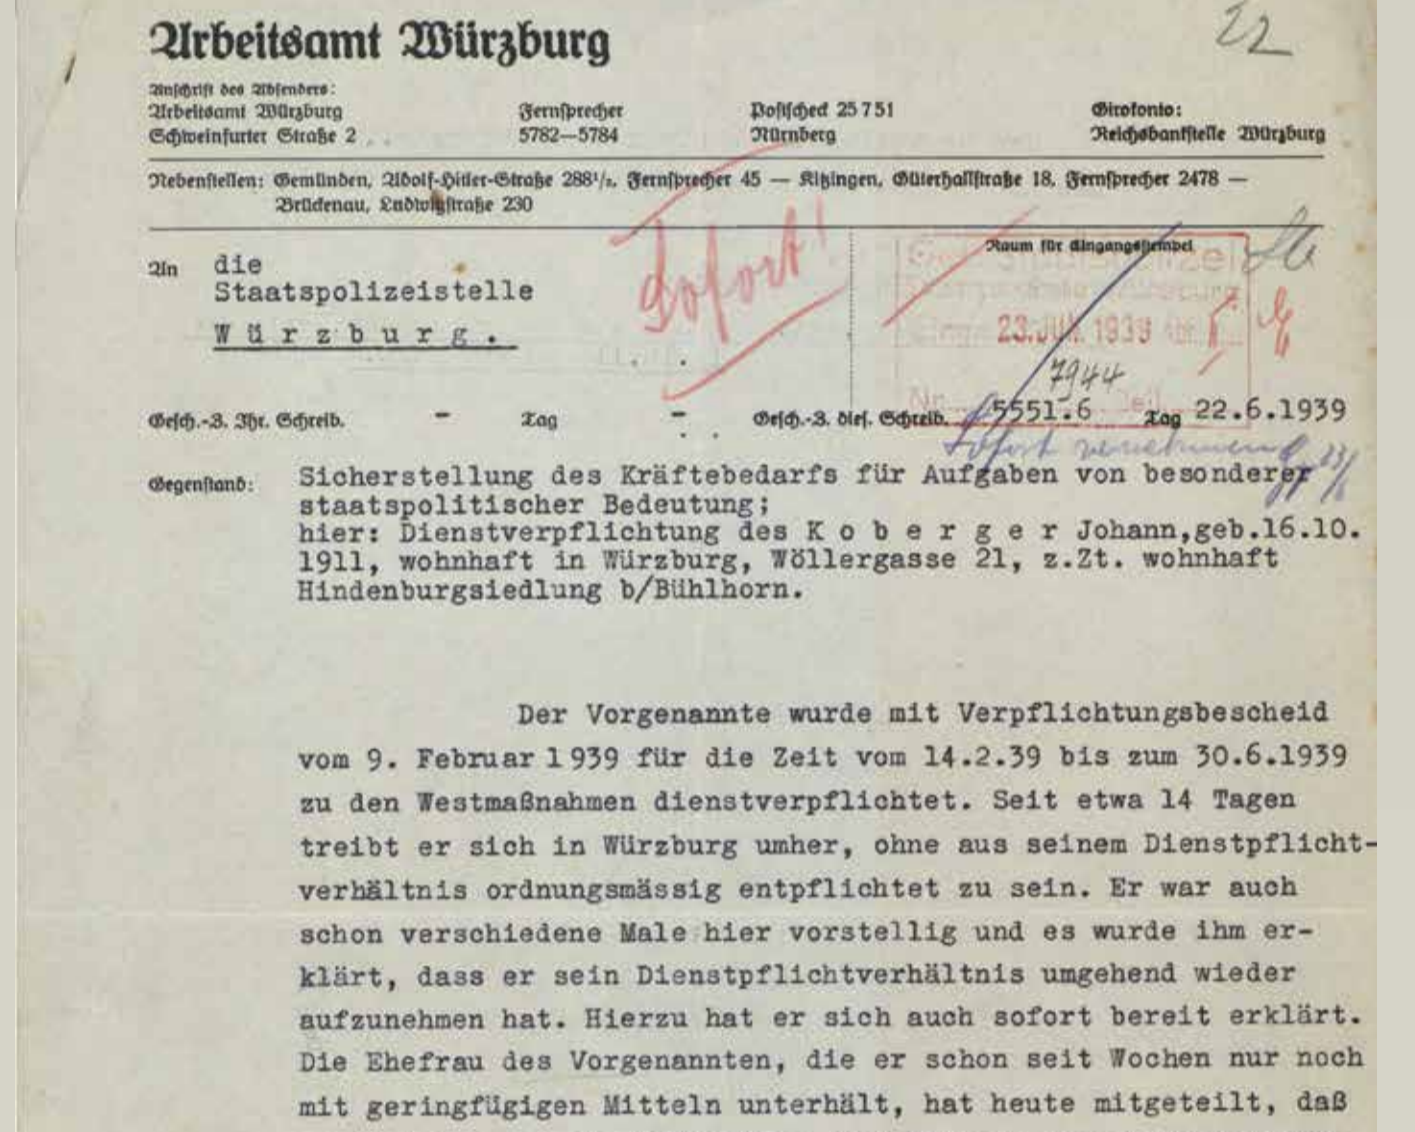 22
Arbeitsamt Würzburg
Anschrift des Absenders:
Arbeitsamt Würzburg Fernsprecher Postscheck 25751 Girokonto:
Schweinfurter Straße 2 5782—5784 Nürnberg Reichsbankstelle Würzburg
Nebenstellen: Gemünden, Adolf-Hitler-Straße 288¹/₂, Fernsprecher 45 — Kitzingen, Güterhallstraße 18, Fernsprecher 2478 —
Brückenau, Ludwigstraße 230
Sofort!
Raum für Eingangsstempel
An die
Staatspolizeistelle
W ü r z b u r g .
23. JUN. 1939
7944
Gesch.-Z. Ihr. Schreib. - Tag - Gesch.-Z. dies. Schreib. 5551.6 Tag 22.6.1939
Sofort vernehmen 23/6
Gegenstand: Sicherstellung des Kräftebedarfs für Aufgaben von besonderer
staatspolitischer Bedeutung;
hier: Dienstverpflichtung des K o b e r g e r Johann,geb.16.10.
1911, wohnhaft in Würzburg, Wöllergasse 21, z.Zt. wohnhaft
Hindenburgsiedlung b/Bühlhorn.
Der Vorgenannte wurde mit Verpflichtungsbescheid
vom 9. Februar 1939 für die Zeit vom 14.2.39 bis zum 30.6.1939
zu den Westmaßnahmen dienstverpflichtet. Seit etwa 14 Tagen
treibt er sich in Würzburg umher, ohne aus seinem Dienstpflicht-
verhältnis ordnungsmässig entpflichtet zu sein. Er war auch
schon verschiedene Male hier vorstellig und es wurde ihm er-
klärt, dass er sein Dienstpflichtverhältnis umgehend wieder
aufzunehmen hat. Hierzu hat er sich auch sofort bereit erklärt.
Die Ehefrau des Vorgenannten, die er schon seit Wochen nur noch
mit geringfügigen Mitteln unterhält, hat heute mitgeteilt, daß